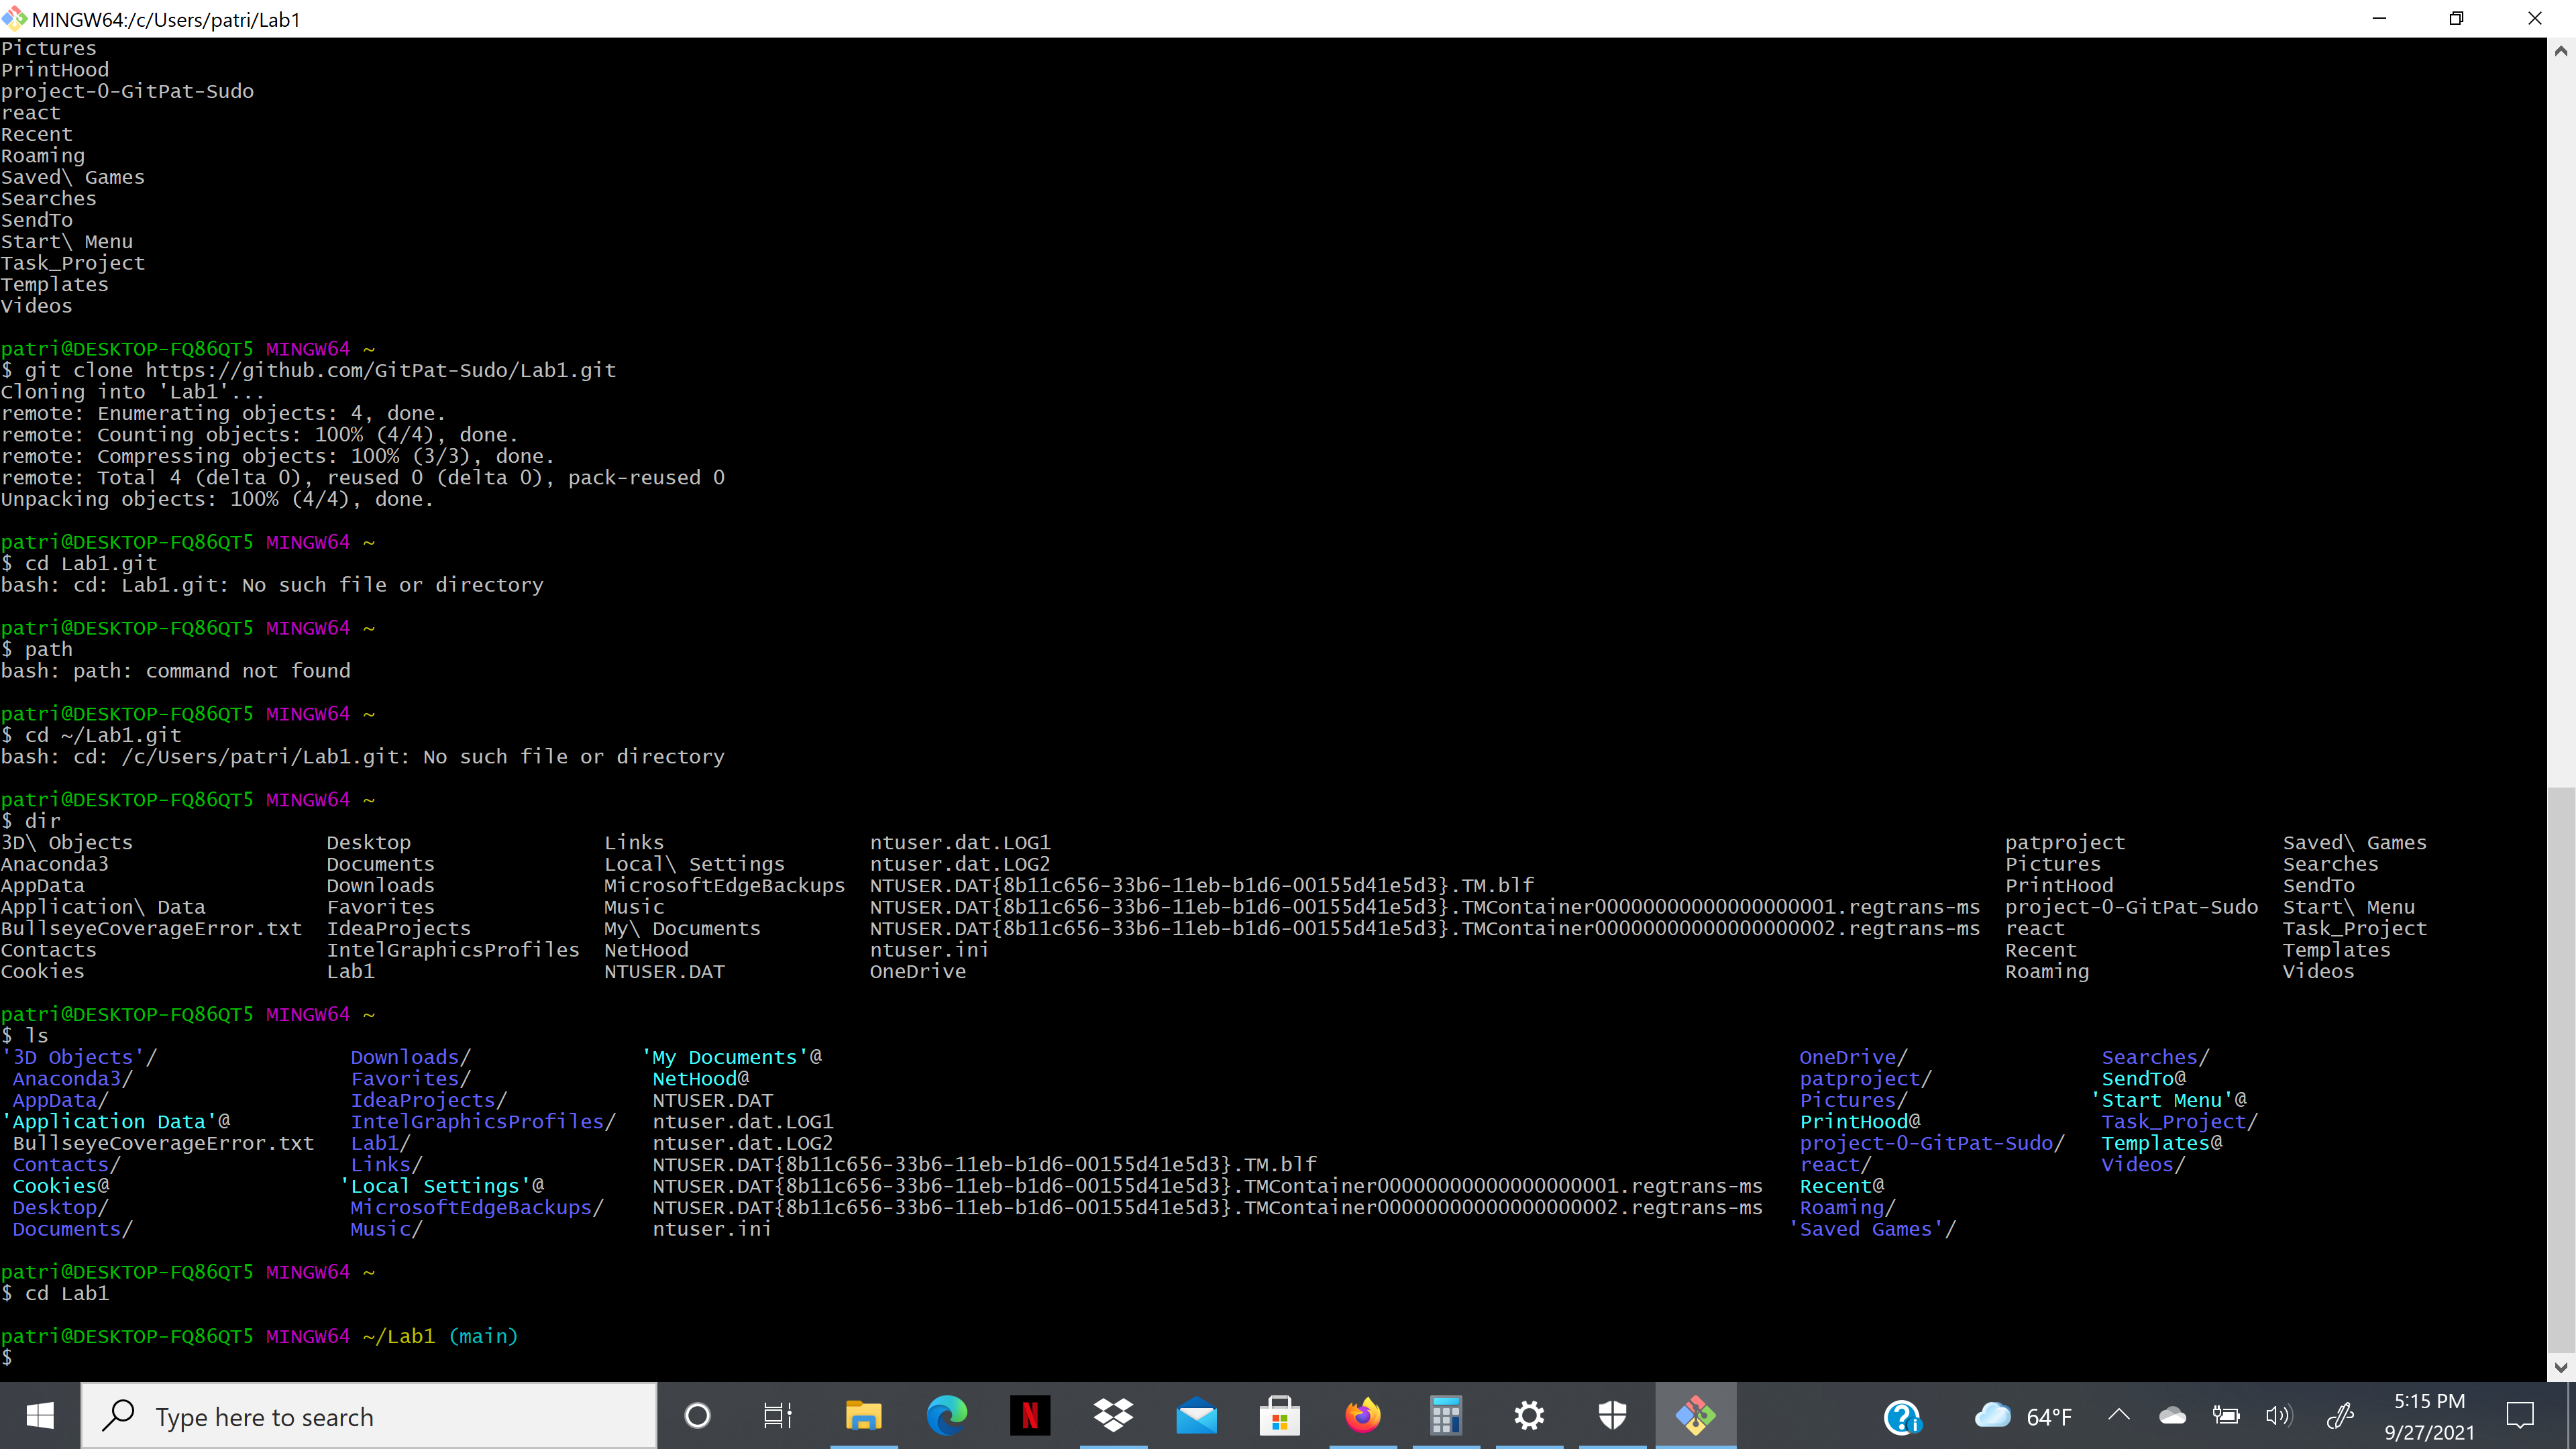 MINGW64:/c/Users/patri/Lab1
Pictures
PrintHood
project-0-GitPat-Sudo
react
Recent
Roaming
Saved\ Games
Searches
SendTo
Start\ Menu
Task_Project
Templates
Videos
patri@DESKTOP-FQ86QT5 MINGW64 ~
$ git clone https://github.com/GitPat-Sudo/Lab1.git
Cloning into 'Lab1'...
remote: Enumerating objects: 4, done.
remote: Counting objects: 100% (4/4), done.
remote: Compressing objects: 100% (3/3), done.
remote: Total 4 (delta 0), reused 0 (delta 0), pack-reused 0
Unpacking objects: 100% (4/4), done.
patri@DESKTOP-FQ86QT5 MINGW64 ~
$ cd Lab1.git
bash: cd: Lab1.git: No such file or directory
patri@DESKTOP-FQ86QT5 MINGW64 ~
$ path
bash: path: command not found
patri@DESKTOP-FQ86QT5 MINGW64 ~
$ cd ~/Lab1.git
bash: cd: /c/Users/patri/Lab1.git: No such file or directory
patri@DESKTOP-FQ86QT5 MINGW64 ~
$ dir
3D\ Objects Desktop Links ntuser.dat.LOG1 patproject Saved\ Games
Anaconda3 Documents Local\ Settings ntuser.dat.LOG2 Pictures Searches
AppData Downloads MicrosoftEdgeBackups NTUSER.DAT{8b11c656-33b6-11eb-b1d6-00155d41e5d3}.TM.blf PrintHood SendTo
Application\ Data Favorites Music NTUSER.DAT{8b11c656-33b6-11eb-b1d6-00155d41e5d3}.TMContainer00000000000000000001.regtrans-ms project-0-GitPat-Sudo Start\ Menu
BullseyeCoverageError.txt IdeaProjects My\ Documents NTUSER.DAT{8b11c656-33b6-11eb-b1d6-00155d41e5d3}.TMContainer00000000000000000002.regtrans-ms react Task_Project
Contacts IntelGraphicsProfiles NetHood ntuser.ini Recent Templates
Cookies Lab1 NTUSER.DAT OneDrive Roaming Videos
patri@DESKTOP-FQ86QT5 MINGW64 ~
$ ls
'3D Objects'/ Downloads/ 'My Documents'@ OneDrive/ Searches/
Anaconda3/ Favorites/ NetHood@ patproject/ SendTo@
AppData/ IdeaProjects/ NTUSER.DAT Pictures/ 'Start Menu'@
'Application Data'@ IntelGraphicsProfiles/ ntuser.dat.LOG1 PrintHood@ Task_Project/
BullseyeCoverageError.txt Lab1/ ntuser.dat.LOG2 project-0-GitPat-Sudo/ Templates@
Contacts/ Links/ NTUSER.DAT{8b11c656-33b6-11eb-b1d6-00155d41e5d3}.TM.blf react/ Videos/
Cookies@ 'Local Settings'@ NTUSER.DAT{8b11c656-33b6-11eb-b1d6-00155d41e5d3}.TMContainer00000000000000000001.regtrans-ms Recent@
Desktop/ MicrosoftEdgeBackups/ NTUSER.DAT{8b11c656-33b6-11eb-b1d6-00155d41e5d3}.TMContainer00000000000000000002.regtrans-ms Roaming/
Documents/ Music/ ntuser.ini 'Saved Games'/
patri@DESKTOP-FQ86QT5 MINGW64 ~
$ cd Lab1
patri@DESKTOP-FQ86QT5 MINGW64 ~/Lab1 (main)
$
Type here to search
N
64°F
5:15 PM
9/27/2021